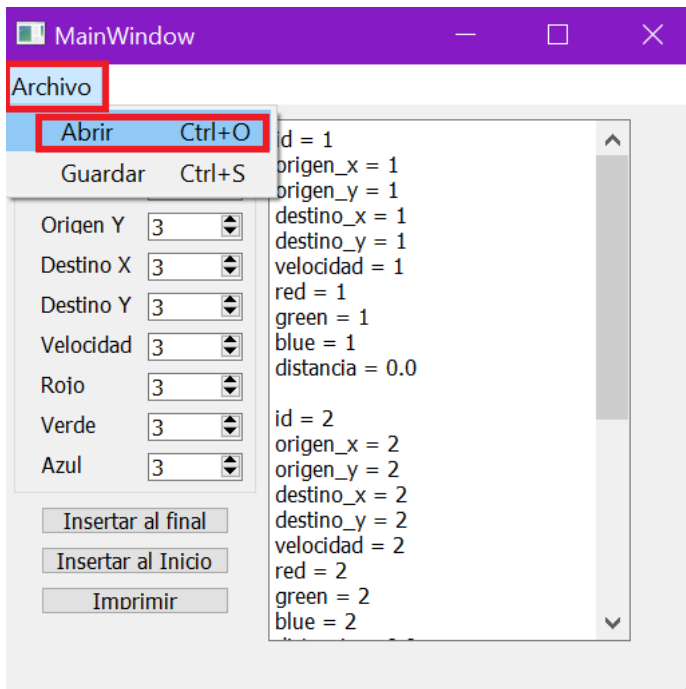 MainWindow
Archivo
Abrir Ctrl+O
Guardar Ctrl+S
Origen Y 3
Destino X 3
Destino Y 3
Velocidad 3
Rojo 3
Verde 3
Azul 3
Insertar al final
Insertar al Inicio
Imprimir
id = 1
origen_x = 1
origen_y = 1
destino_x = 1
destino_y = 1
velocidad = 1
red = 1
green = 1
blue = 1
distancia = 0.0
id = 2
origen_x = 2
origen_y = 2
destino_x = 2
destino_y = 2
velocidad = 2
red = 2
green = 2
blue = 2